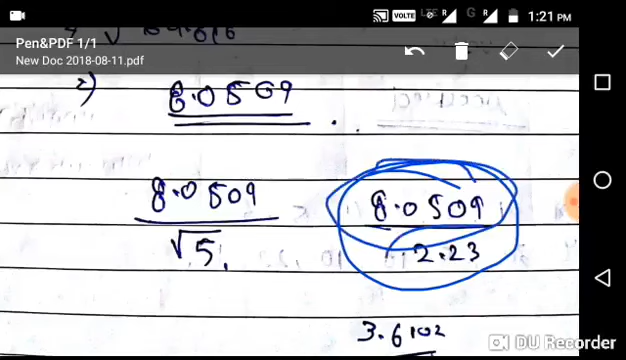 VOLTE LTE R G R 1:21 PM
Pen&PDF 1/1
New Doc 2018-08-11.pdf
2) 8.0509
8.0509 8.0509
√5 2.23
3.6102
DU Recorder